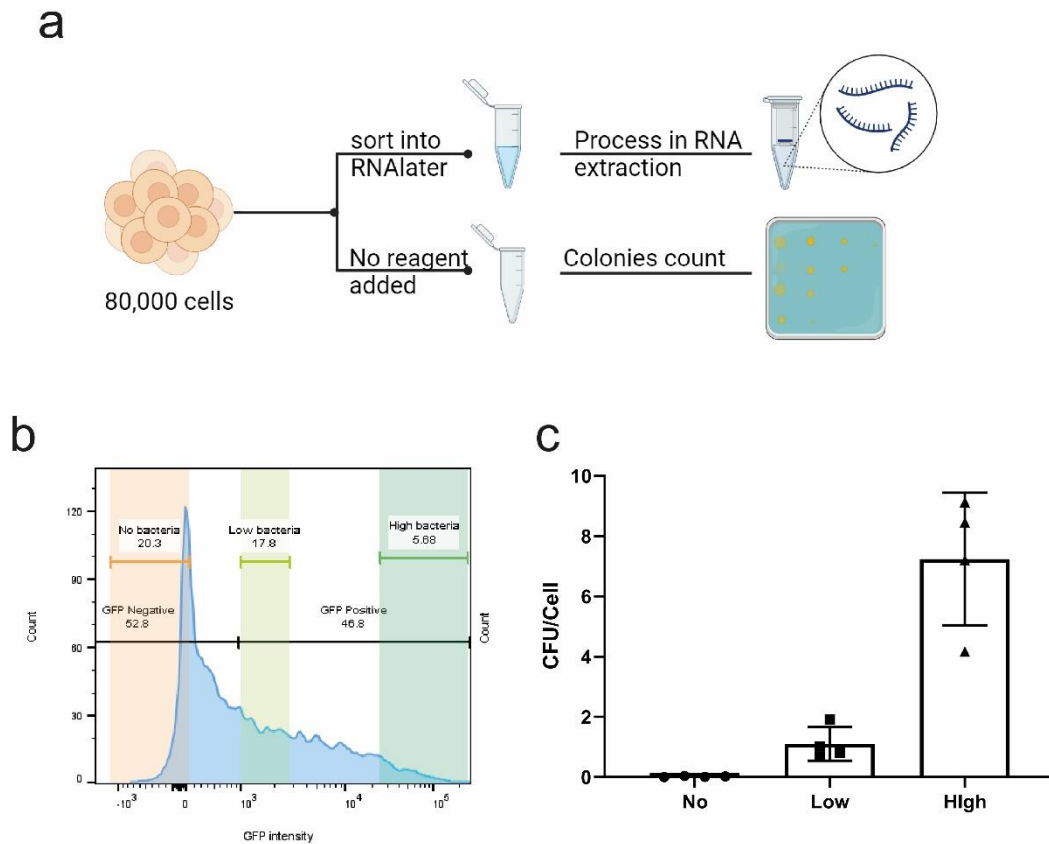 a
sort into
RNAlater
Process in RNA
extraction
No reagent
added
Colonies count
80,000 cells
b
No bacteria
20.3
Low bacteria
17.8
High bacteria
5.68
GFP Negative
52.8
GFP Positive
46.8
Count
Count
120
90
60
30
0
-10³
0
10³
10⁴
10⁵
GFP intensity
c
CFU/Cell
10
8
6
4
2
0
No
Low
HIgh